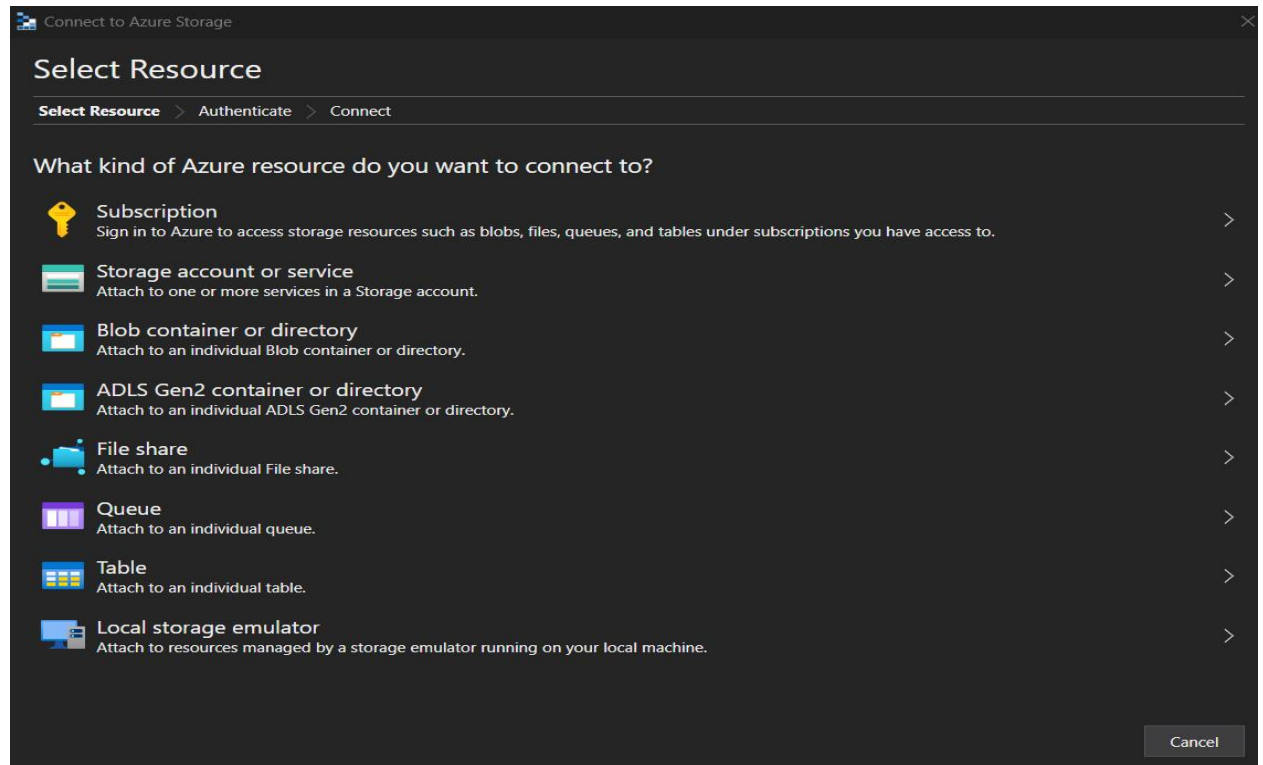 Connect to Azure Storage
Select Resource
Select Resource > Authenticate > Connect
What kind of Azure resource do you want to connect to?
Subscription
Sign in to Azure to access storage resources such as blobs, files, queues, and tables under subscriptions you have access to.
Storage account or service
Attach to one or more services in a Storage account.
Blob container or directory
Attach to an individual Blob container or directory.
ADLS Gen2 container or directory
Attach to an individual ADLS Gen2 container or directory.
File share
Attach to an individual File share.
Queue
Attach to an individual queue.
Table
Attach to an individual table.
Local storage emulator
Attach to resources managed by a storage emulator running on your local machine.
Cancel